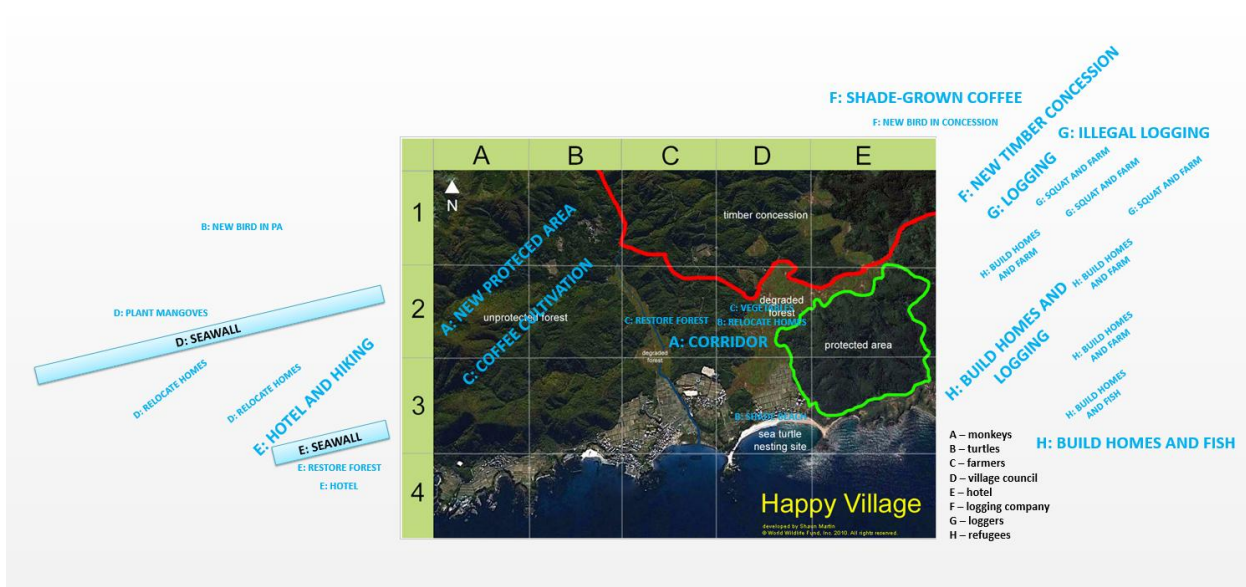 F: SHADE-GROWN COFFEE
F: NEW BIRD IN CONCESSION
F: NEW TIMBER CONCESSION
G: ILLEGAL LOGGING
G: LOGGING
G: SQUAT AND FARM
G: SQUAT AND FARM
G: SQUAT AND FARM
A B C D E
1
N
timber concession
B: NEW BIRD IN PA
A: NEW PROTECED AREA
H: BUILD HOMES
AND FARM
H: BUILD HOMES
AND FARM
2
degraded
forest
C: VEGETABLES
D: PLANT MANGOVES
unprotected forest
C: RESTORE FOREST
B: RELOCATE HOMES
C: COFFEE CULTIVATION
D: SEAWALL
A: CORRIDOR
protected area
degraded
forest
H: BUILD HOMES AND
LOGGING
H: BUILD HOMES
AND FARM
D: RELOCATE HOMES
D: RELOCATE HOMES
E: HOTEL AND HIKING
3
H: BUILD HOMES
AND FISH
sea turtle
nesting site
E: SEAWALL
E: RESTORE FOREST
E: HOTEL
4
H: BUILD HOMES AND FISH
A – monkeys
B – turtles
C – farmers
D – village council
E – hotel
F – logging company
G – loggers
H – refugees
Happy Village
developed by Shaun Martin
© World Wildlife Fund, Inc. 2010. All rights reserved.